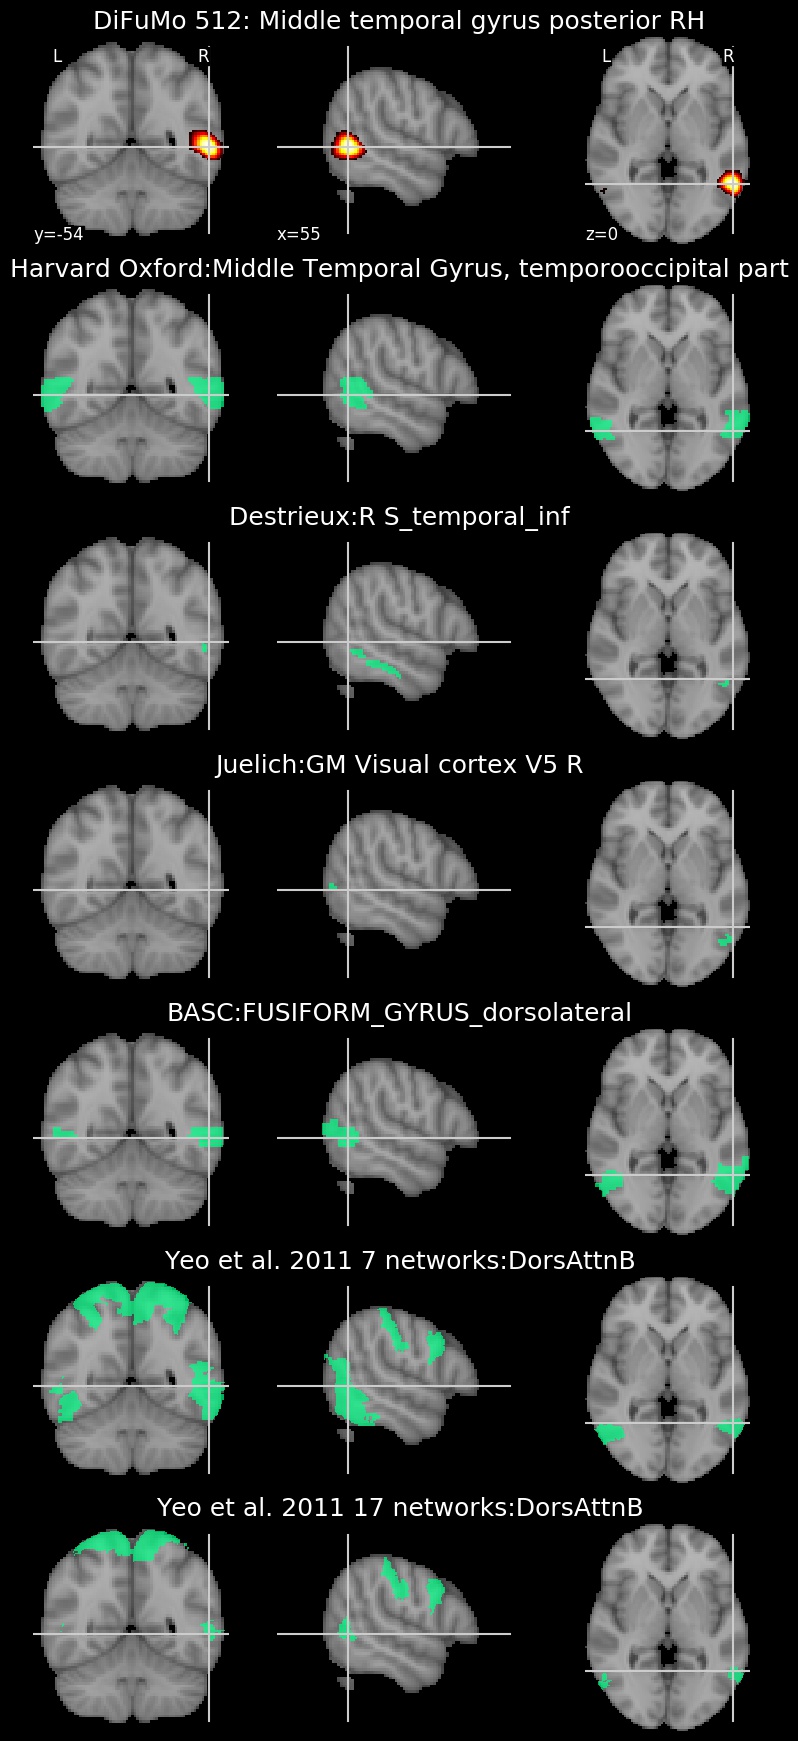 DiFuMo 512: Middle temporal gyrus posterior RH
L R L R
y=-54 x=55 z=0
Harvard Oxford:Middle Temporal Gyrus, temporooccipital part
Destrieux:R S_temporal_inf
Juelich:GM Visual cortex V5 R
BASC:FUSIFORM_GYRUS_dorsolateral
Yeo et al. 2011 7 networks:DorsAttnB
Yeo et al. 2011 17 networks:DorsAttnB